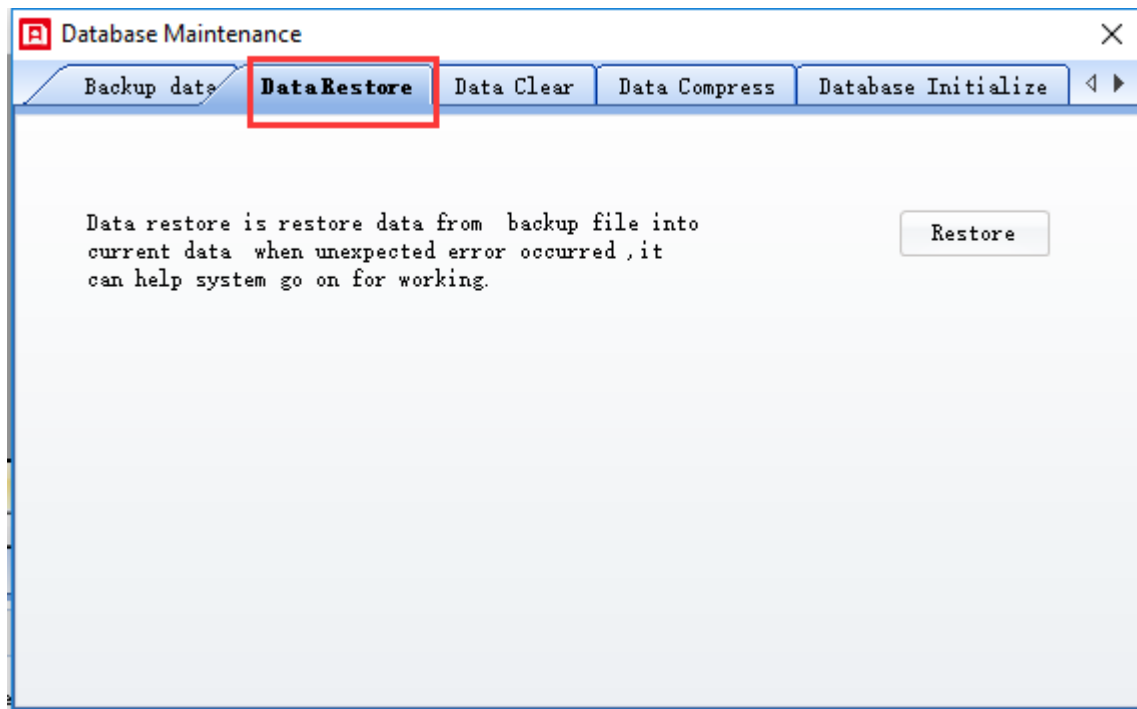 Database Maintenance
Backup data DataRestore Data Clear Data Compress Database Initialize
Data restore is restore data from backup file into
current data when unexpected error occurred ,it
can help system go on for working.
Restore